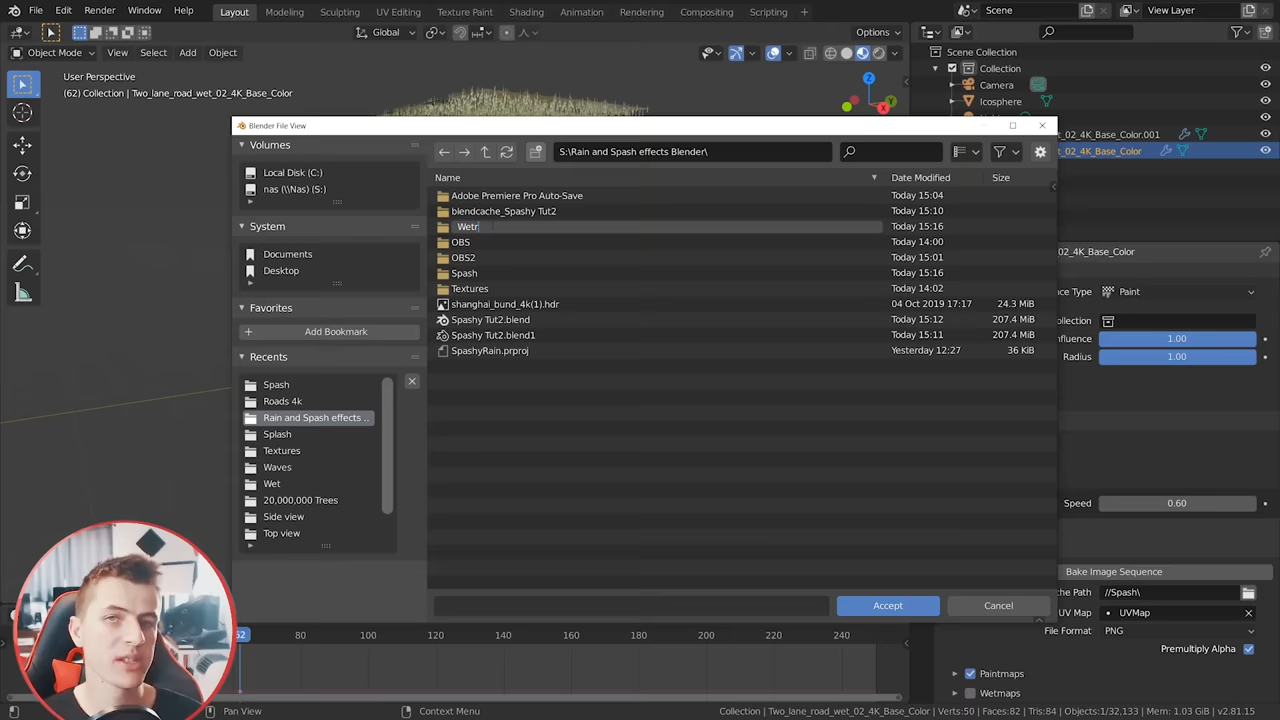 File Edit Render Window Help Layout Modeling Sculpting UV Editing Texture Paint Shading Animation Rendering Compositing Scripting + Scene View Layer
Object Mode View Select Add Object Global Options
User Perspective
(62) Collection | Two_lane_road_wet_02_4K_Base_Color
Scene Collection
Collection
Camera
Icosphere
t_02_4K_Base_Color.001
t_02_4K_Base_Color
Blender File View
Volumes
Local Disk (C:)
nas (\\Nas) (S:)
System
Documents
Desktop
Favorites
Add Bookmark
Recents
Spash
Roads 4k
Rain and Spash effects ..
Splash
Textures
Waves
Wet
20,000,000 Trees
Side view
Top view
S:\Rain and Spash effects Blender\
Name Date Modified Size
Adobe Premiere Pro Auto-Save Today 15:04
blendcache_Spashy Tut2 Today 15:10
Wetr Today 15:16
OBS Today 14:00
OBS2 Today 15:01
Spash Today 15:16
Textures Today 14:02
shanghai_bund_4k(1).hdr 04 Oct 2019 17:17 24.3 MiB
Spashy Tut2.blend Today 15:12 207.4 MiB
Spashy Tut2.blend1 Today 15:11 207.4 MiB
SpashyRain.prproj Yesterday 12:27 36 KiB
Accept Cancel
02_4K_Base_Color
ce Type Paint
ollection
fluence 1.00
Radius 1.00
Speed 0.60
Bake Image Sequence
he Path //Spash\
UV Map UVMap
File Format PNG
Premultiply Alpha
Paintmaps
Wetmaps
62 80 100 120 140 160 180 200 220 240
Pan View Context Menu Collection | Two_lane_road_wet_02_4K_Base_Color | Verts:50 | Faces:82 | Tris:84 | Objects:1/32,133 | Mem: 1.03 GiB | v2.81.15